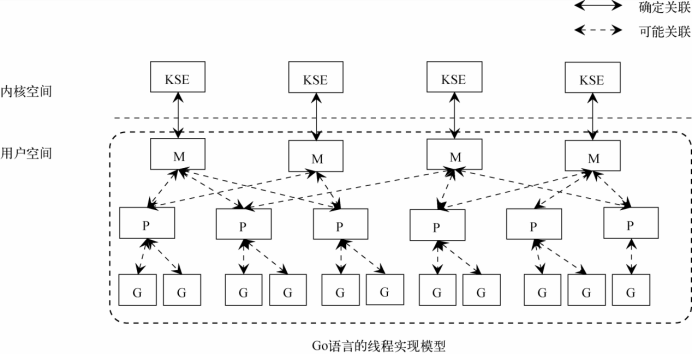 确定关联
可能关联
KSE KSE KSE KSE
内核空间
用户空间
M M M M
P P P P P P
G G G G G G G G G G G
Go语言的线程实现模型